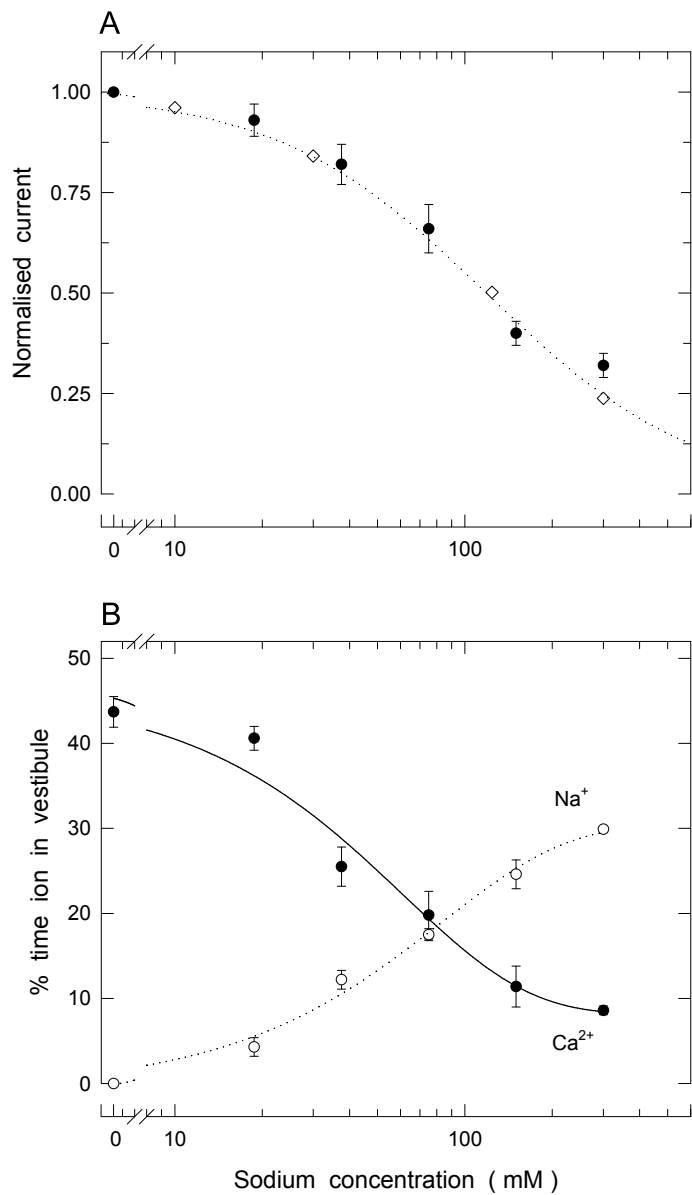 A
1.00
0.75
0.50
0.25
0.00
Normalised current
0 10 100
B
50
40
30
20
10
0
% time ion in vestibule
Na⁺
Ca²⁺
0 10 100
Sodium concentration ( mM )